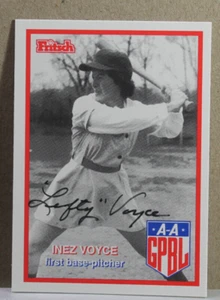 Fritsch
"Lefty" Voyce
INEZ VOYCE
first base-pitcher
A-A
GPBL